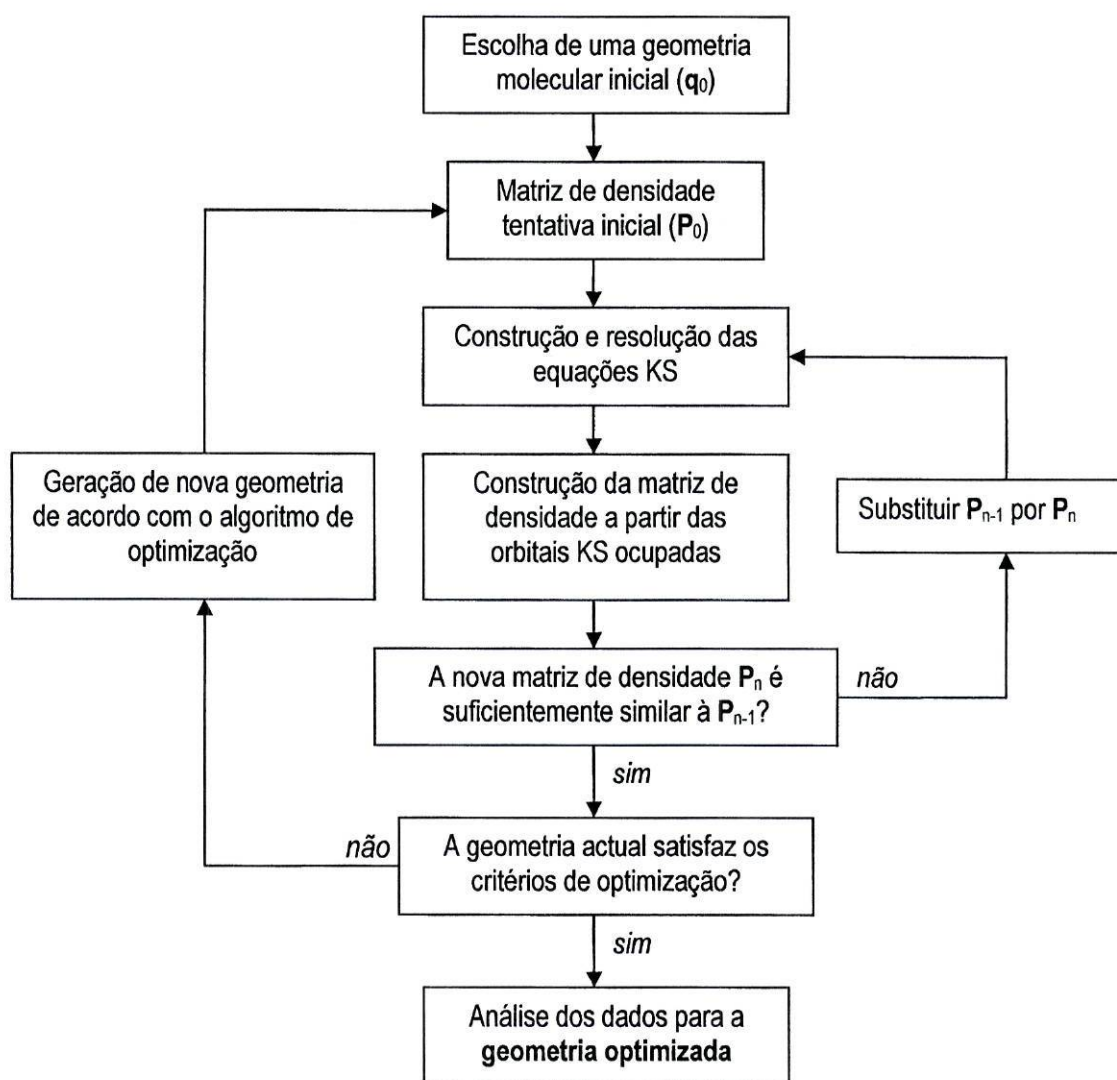 Escolha de uma geometria
molecular inicial (q0)
Matriz de densidade
tentativa inicial (P0)
Construção e resolução das
equações KS
Geração de nova geometria
de acordo com o algoritmo de
optimização
Construção da matriz de
densidade a partir das
orbitais KS ocupadas
Substituir Pn-1 por Pn
A nova matriz de densidade Pn é
suficientemente similar à Pn-1?
não
sim
não
A geometria actual satisfaz os
critérios de optimização?
sim
Análise dos dados para a
geometria optimizada